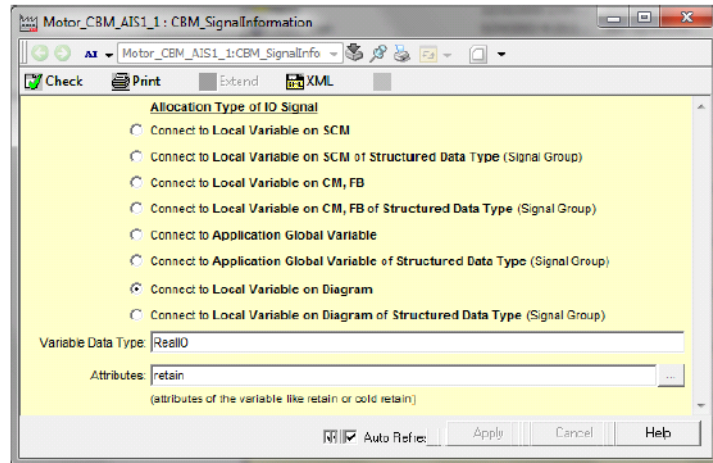 Motor_CBM_AIS1_1 : CBM_SignalInformation
AI Motor_CBM_AIS1_1:CBM_SignalInfo
Check Print Extend XML
Allocation Type of IO Signal
Connect to Local Variable on SCM
Connect to Local Variable on SCM of Structured Data Type (Signal Group)
Connect to Local Variable on CM, FB
Connect to Local Variable on CM, FB of Structured Data Type (Signal Group)
Connect to Application Global Variable
Connect to Application Global Variable of Structured Data Type (Signal Group)
Connect to Local Variable on Diagram
Connect to Local Variable on Diagram of Structured Data Type (Signal Group)
Variable Data Type: RealIO
Attributes: retain ...
(attributes of the variable like retain or cold retain)
Auto Refre Apply Cancel Help